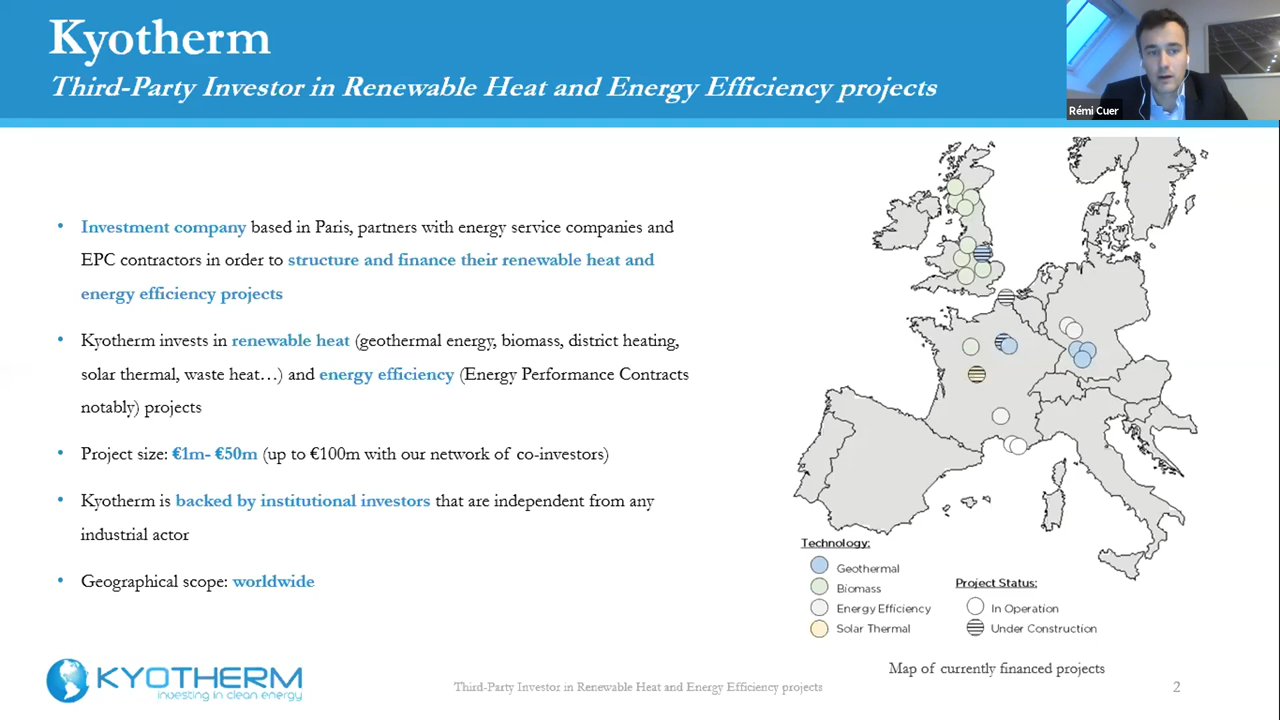 Kyotherm
Third-Party Investor in Renewable Heat and Energy Efficiency projects
Rémi Cuer
• Investment company based in Paris, partners with energy service companies and
EPC contractors in order to structure and finance their renewable heat and
energy efficiency projects
• Kyotherm invests in renewable heat (geothermal energy, biomass, district heating,
solar thermal, waste heat…) and energy efficiency (Energy Performance Contracts
notably) projects
• Project size: €1m- €50m (up to €100m with our network of co-investors)
• Kyotherm is backed by institutional investors that are independent from any
industrial actor
• Geographical scope: worldwide
Technology:
Geothermal
Biomass
Energy Efficiency
Solar Thermal
Project Status:
In Operation
Under Construction
Map of currently financed projects
KYOTHERM
investing in clean energy
Third-Party Investor in Renewable Heat and Energy Efficiency projects
2